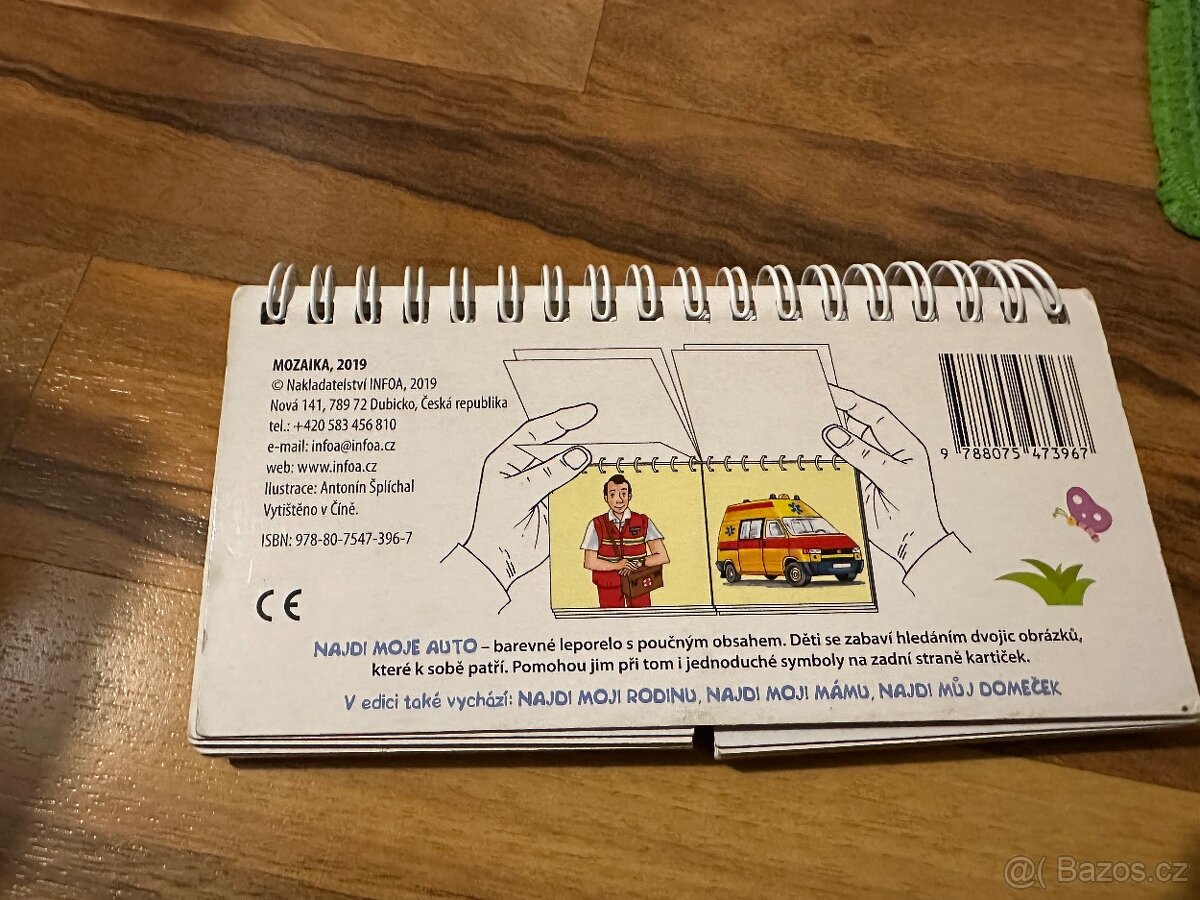 MOZAIKA, 2019
© Nakladatelství INFOA, 2019
Nová 141, 789 72 Dubicko, Česká republika
tel.: +420 583 456 810
e-mail: infoa@infoa.cz
web: www.infoa.cz
Ilustrace: Antonín Šplíchal
Vytištěno v Číně.
ISBN: 978-80-7547-396-7
9 788075 473967
CE
NAJDI MOJE AUTO – barevné leporelo s poučným obsahem. Děti se zabaví hledáním dvojic obrázků,
které k sobě patří. Pomohou jim při tom i jednoduché symboly na zadní straně kartiček.
V edici také vychází: NAJDI MOJI RODINU, NAJDI MOJI MÁMU, NAJDI MŮJ DOMEČEK
@( Bazos.cz